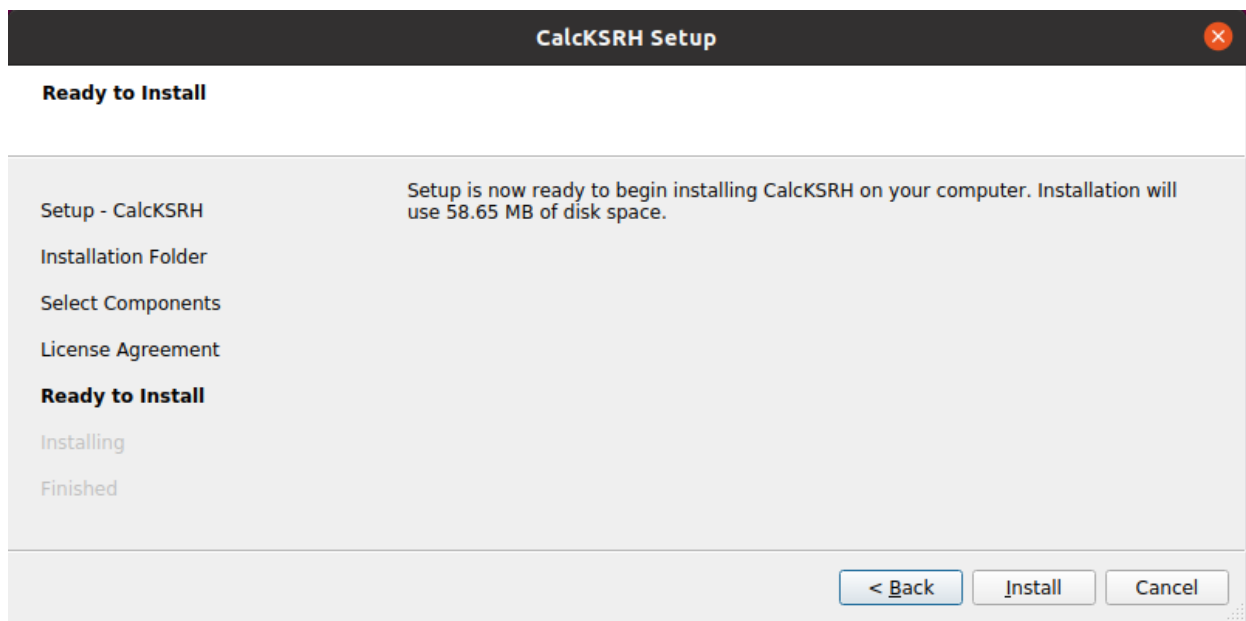 CalcKSRH Setup
Ready to Install
Setup - CalcKSRH
Installation Folder
Select Components
License Agreement
Ready to Install
Installing
Finished
Setup is now ready to begin installing CalcKSRH on your computer. Installation will
use 58.65 MB of disk space.
< Back
Install
Cancel